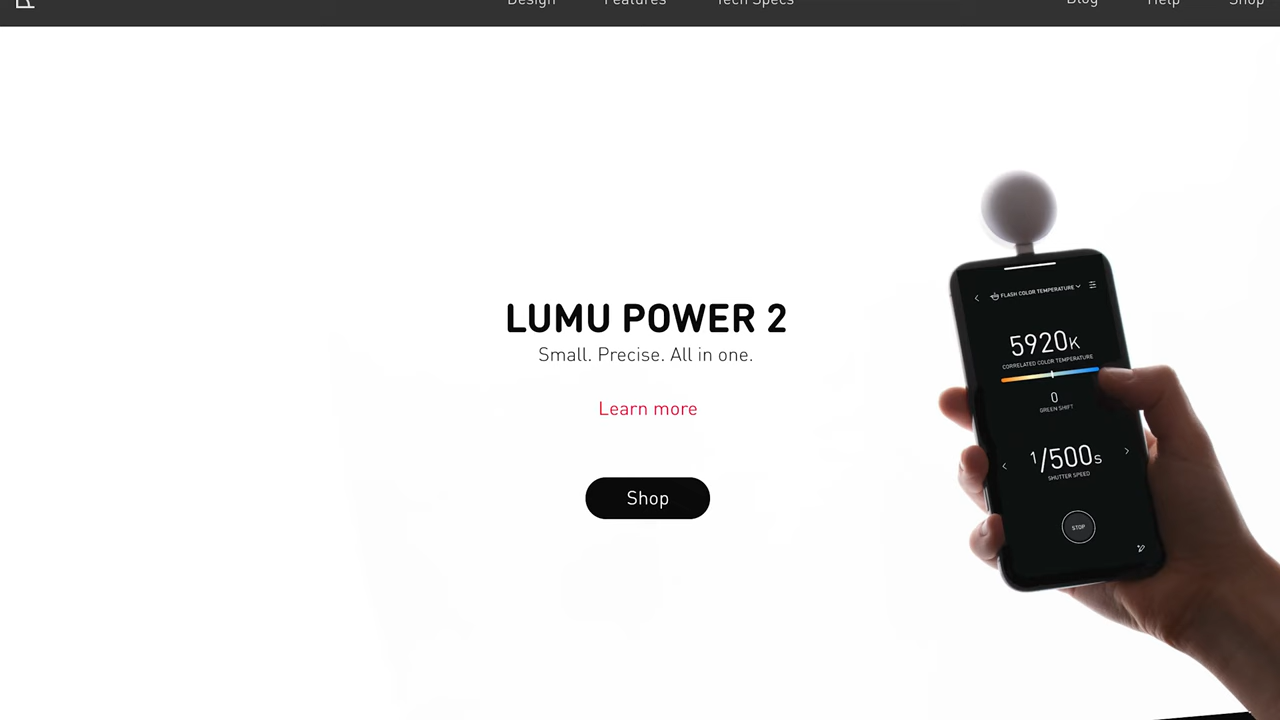 Design Features Tech Specs Blog Help Shop
LUMU POWER 2
Small. Precise. All in one.
Learn more
Shop
FLASH COLOR TEMPERATURE
5920K
CORRELATED COLOR TEMPERATURE
0
GREEN SHIFT
1/500s
SHUTTER SPEED
STOP